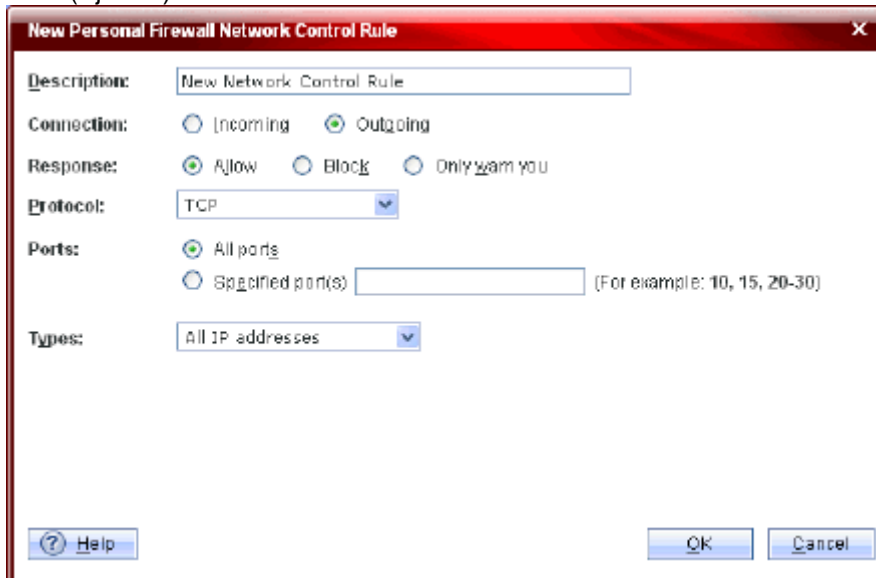 New Personal Firewall Network Control Rule
Description: New Network Control Rule
Connection: Incoming Outgoing
Response: Allow Block Only warn you
Protocol: TCP
Ports: All ports
Specified port(s) (For example: 10, 15, 20-30)
Types: All IP addresses
? Help OK Cancel